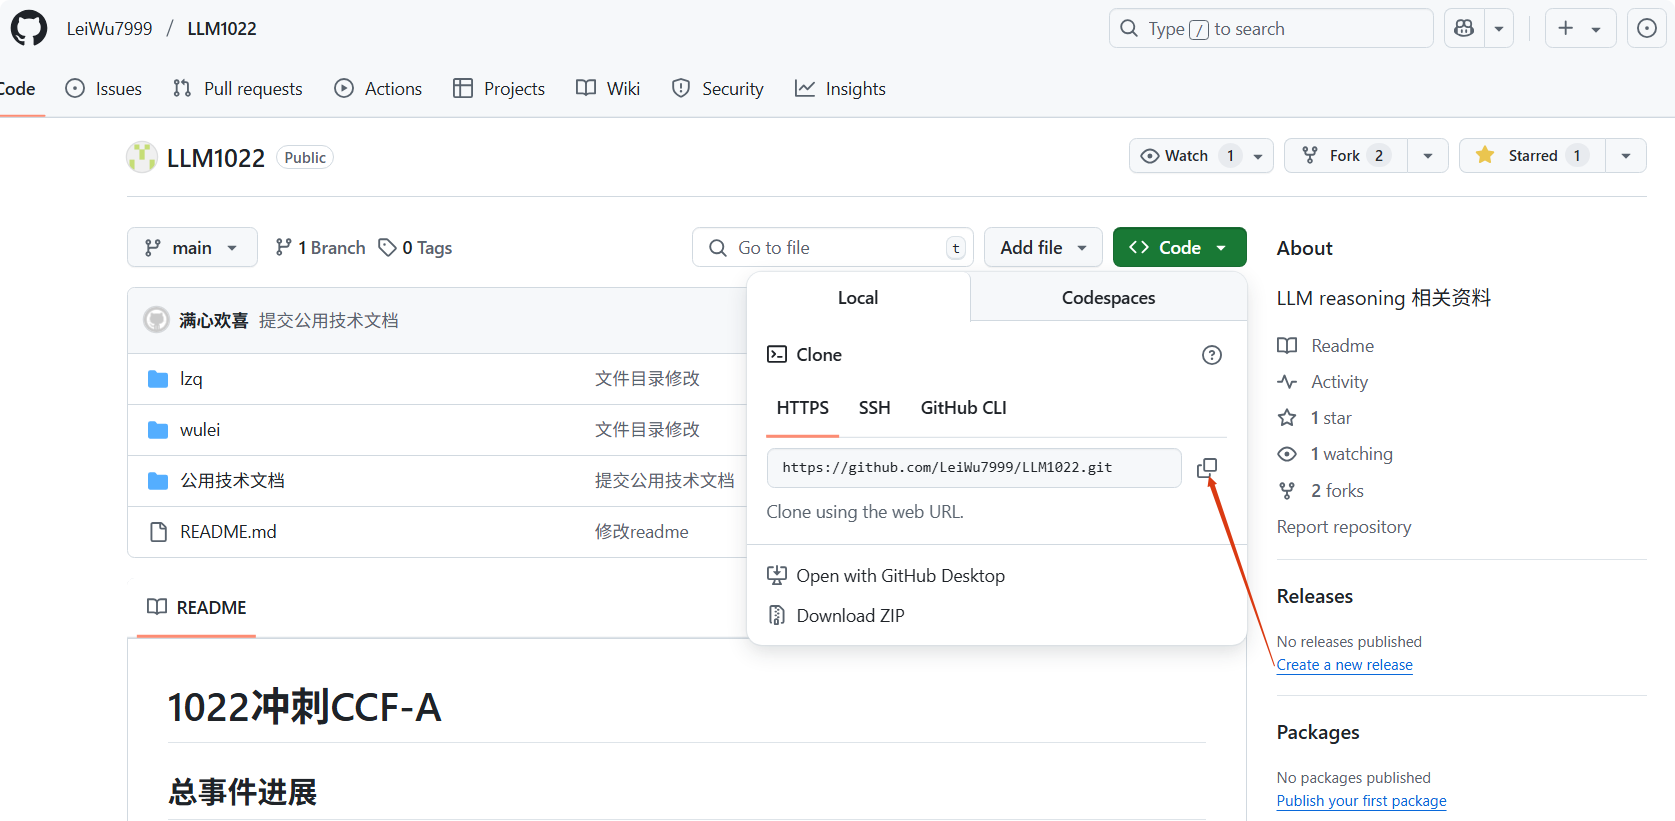 LeiWu7999 / LLM1022
Type / to search
Code
Issues
Pull requests
Actions
Projects
Wiki
Security
Insights
LLM1022 Public
Watch 1
Fork 2
Starred 1
main
1 Branch
0 Tags
Go to file t
Add file
Code
About
LLM reasoning 相关资料
Readme
Activity
1 star
1 watching
2 forks
Report repository
Local
Codespaces
Clone
HTTPS
SSH
GitHub CLI
https://github.com/LeiWu7999/LLM1022.git
Clone using the web URL.
Open with GitHub Desktop
Download ZIP
满心欢喜 提交公用技术文档
lzq 文件目录修改
wulei 文件目录修改
公用技术文档 提交公用技术文档
README.md 修改readme
README
1022冲刺CCF-A
总事件进展
Releases
No releases published
Create a new release
Packages
No packages published
Publish your first package